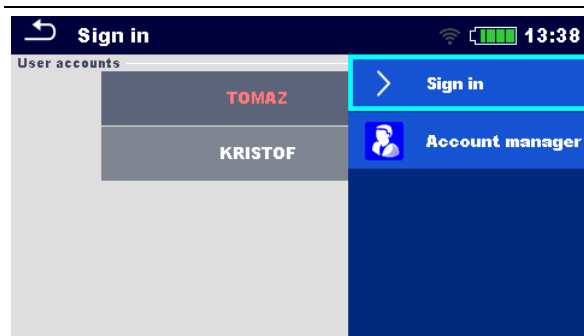 Sign in
13:38
User accounts
TOMAZ
KRISTOF
Sign in
Account manager